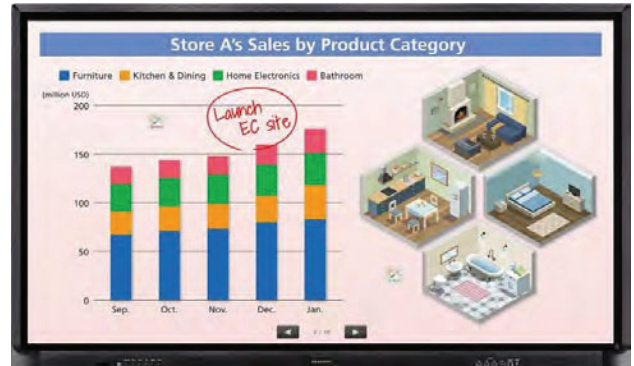 Store A's Sales by Product Category
Furniture Kitchen & Dining Home Electronics Bathroom
(million USD)
200
150
100
50
0
Launch
EC site
Sep. Oct. Nov. Dec. Jan.